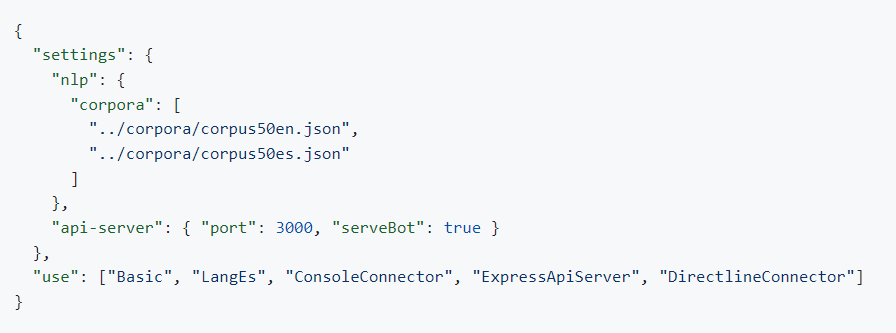 {
  "settings": {
    "nlp": {
      "corpora": [
        "../corpora/corpus50en.json",
        "../corpora/corpus50es.json"
      ]
    },
    "api-server": { "port": 3000, "serveBot": true }
  },
  "use": ["Basic", "LangEs", "ConsoleConnector", "ExpressApiServer", "DirectlineConnector"]
}